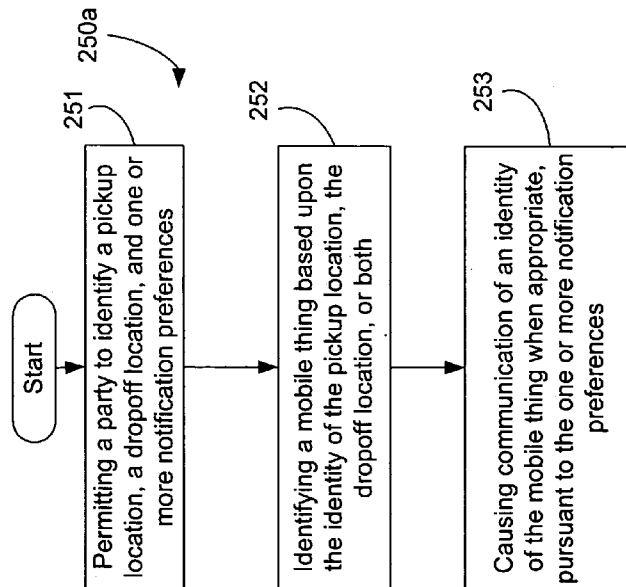 Start
250a
251
Permitting a party to identify a pickup
location, a dropoff location, and one or
more notification preferences
252
Identifying a mobile thing based upon
the identity of the pickup location, the
dropoff location, or both
253
Causing communication of an identity
of the mobile thing when appropriate,
pursuant to the one or more notification
preferences